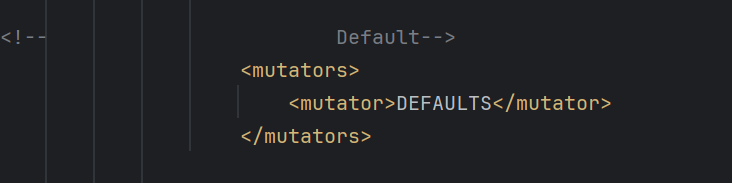 <!--                        Default-->
<mutators>
<mutator>DEFAULTS</mutator>
</mutators>